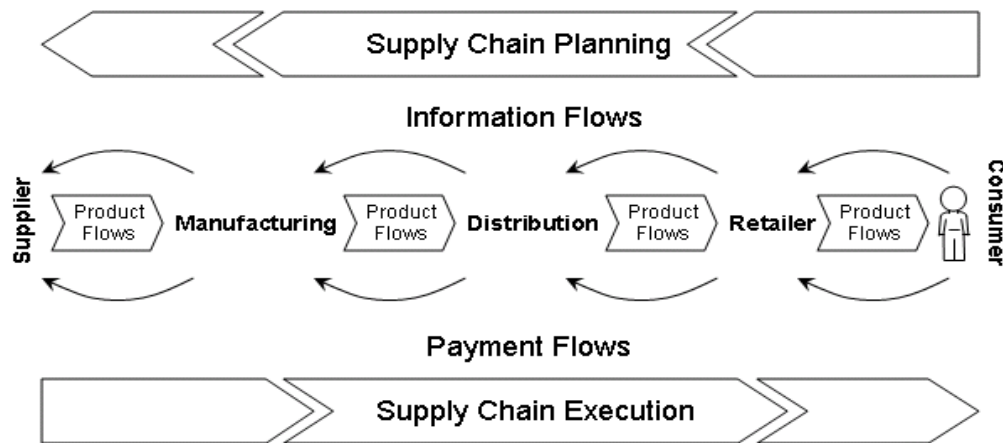 Supply Chain Planning
Information Flows
Supplier
Product
Flows
Manufacturing
Product
Flows
Distribution
Product
Flows
Retailer
Product
Flows
Consumer
Payment Flows
Supply Chain Execution